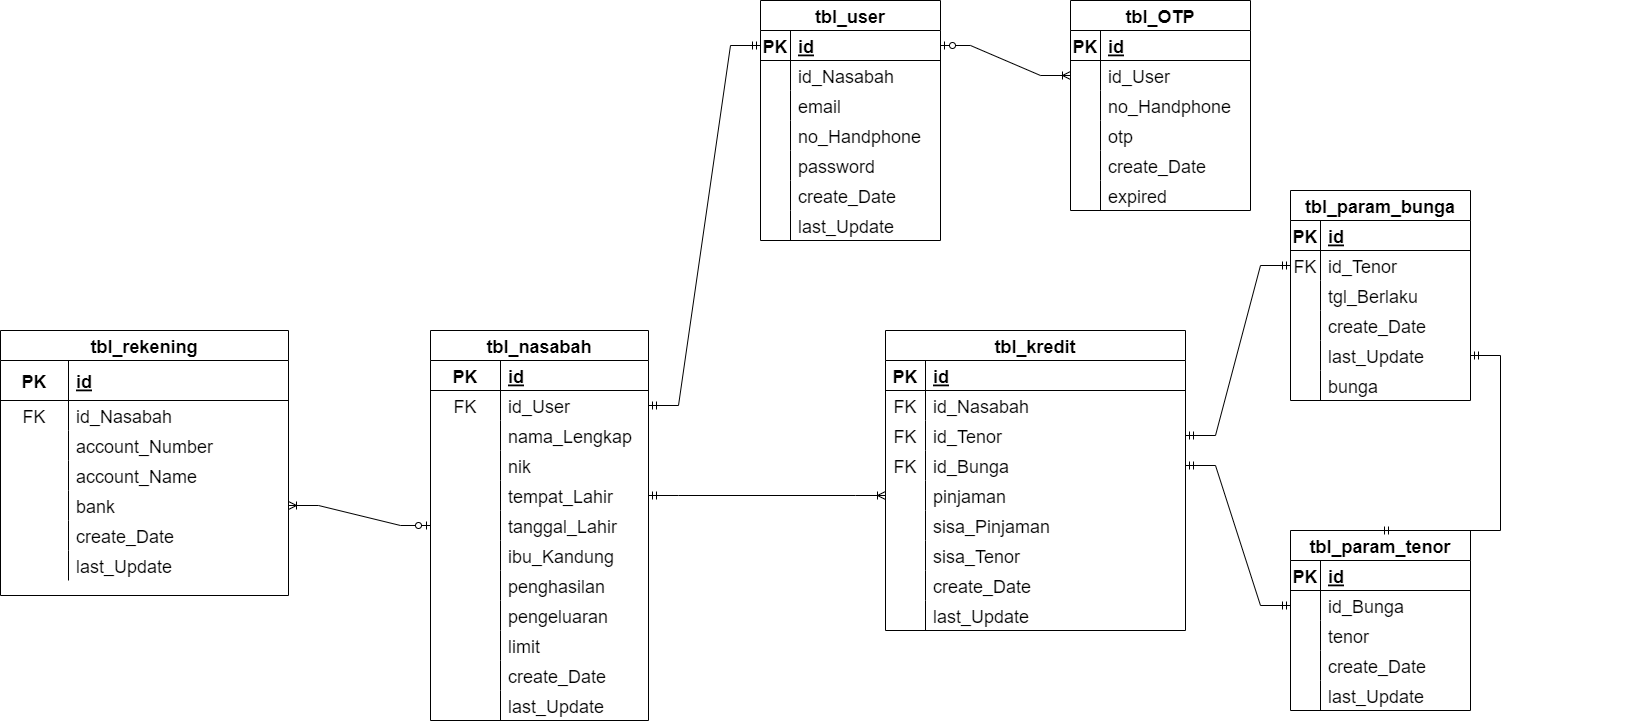 tbl_user
PK id
id_Nasabah
email
no_Handphone
password
create_Date
last_Update
tbl_OTP
PK id
id_User
no_Handphone
otp
create_Date
expired
tbl_param_bunga
PK id
FK id_Tenor
tgl_Berlaku
create_Date
last_Update
bunga
tbl_rekening
PK id
FK id_Nasabah
account_Number
account_Name
bank
create_Date
last_Update
tbl_nasabah
PK id
FK id_User
nama_Lengkap
nik
tempat_Lahir
tanggal_Lahir
ibu_Kandung
penghasilan
pengeluaran
limit
create_Date
last_Update
tbl_kredit
PK id
FK id_Nasabah
FK id_Tenor
FK id_Bunga
pinjaman
sisa_Pinjaman
sisa_Tenor
create_Date
last_Update
tbl_param_tenor
PK id
id_Bunga
tenor
create_Date
last_Update